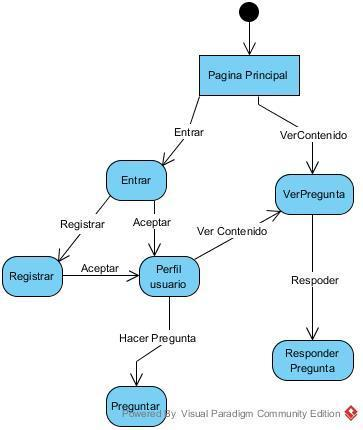 Pagina Principal
Entrar
VerContenido
Entrar
VerPregunta
Registrar
Aceptar
Ver Contenido
Registrar
Aceptar
Perfil
usuario
Responder
Hacer Pregunta
Responder
Pregunta
Preguntar
Powered By Visual Paradigm Community Edition